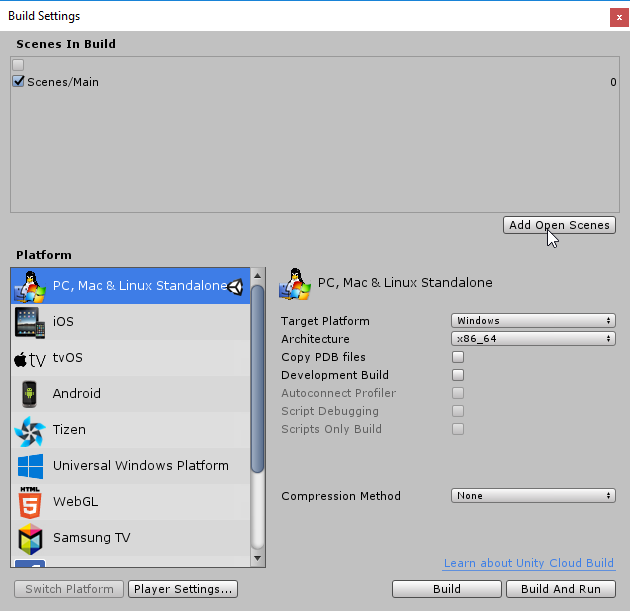 Build Settings
x
Scenes In Build
Scenes/Main 0
Add Open Scenes
Platform
PC, Mac & Linux Standalone
iOS
tv tvOS
Android
Tizen
Universal Windows Platform
HTML
5 WebGL
Samsung TV
PC, Mac & Linux Standalone
Target Platform Windows
Architecture x86_64
Copy PDB files
Development Build
Autoconnect Profiler
Script Debugging
Scripts Only Build
Compression Method None
Learn about Unity Cloud Build
Switch Platform Player Settings... Build Build And Run